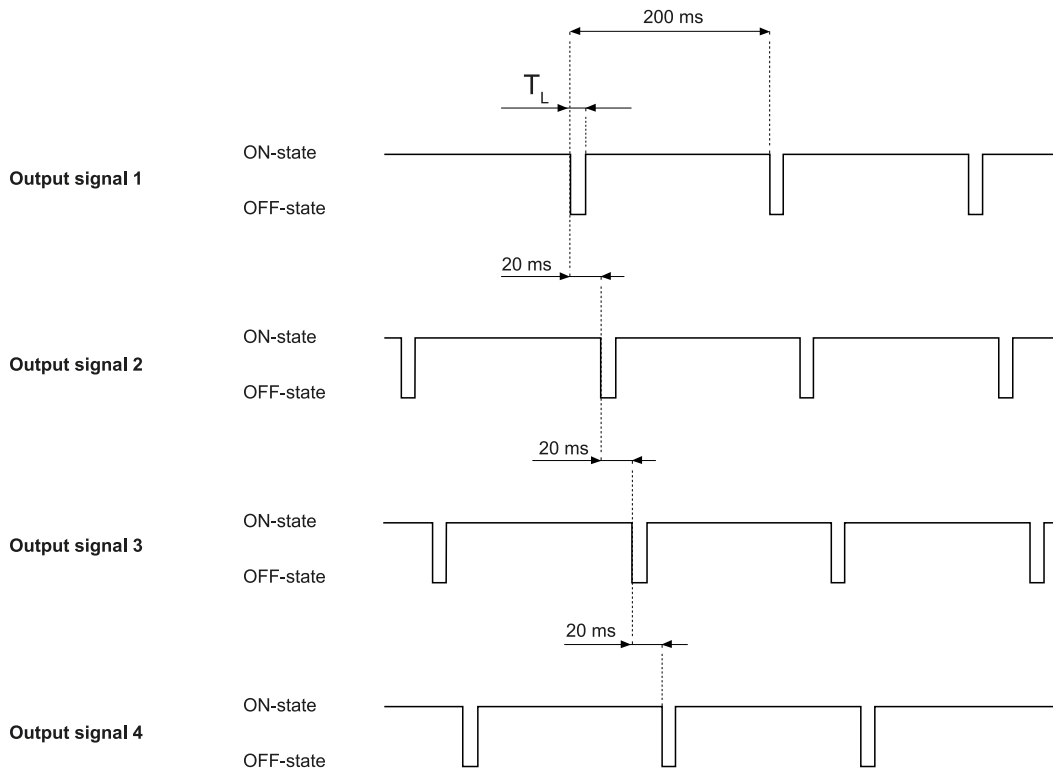 200 ms
T_L
Output signal 1
ON-state
OFF-state
20 ms
Output signal 2
ON-state
OFF-state
20 ms
Output signal 3
ON-state
OFF-state
20 ms
Output signal 4
ON-state
OFF-state